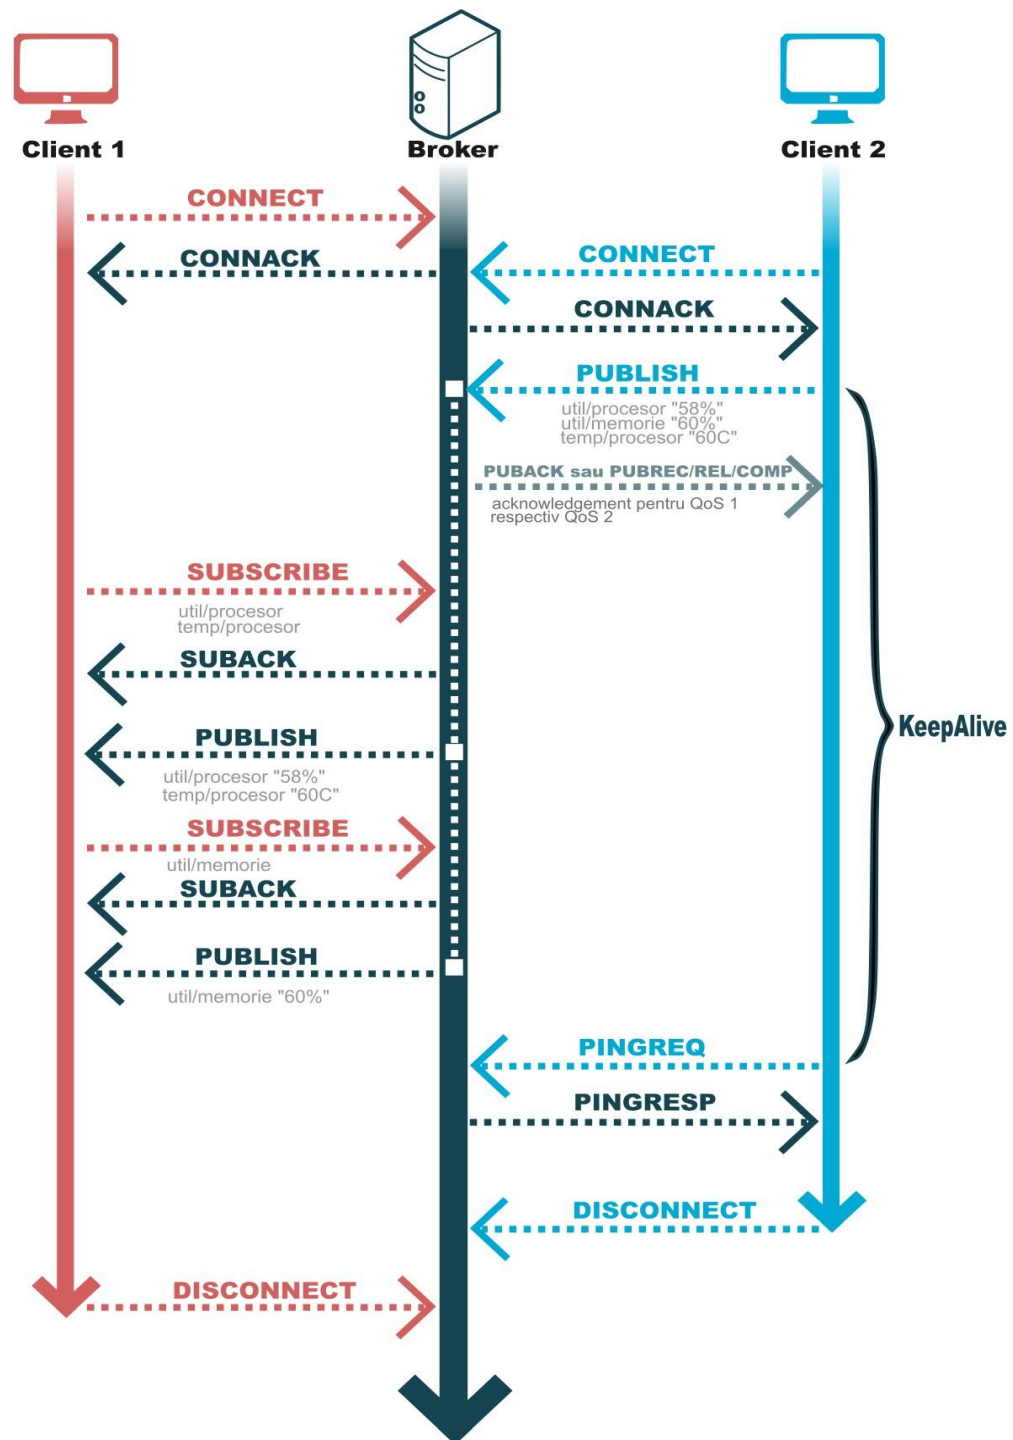 Client 1
Broker
Client 2
CONNECT
CONNACK
CONNECT
CONNACK
PUBLISH
util/procesor "58%"
util/memorie "60%"
temp/procesor "60C"
PUBACK sau PUBREC/REL/COMP
acknowledgement pentru QoS 1
respectiv QoS 2
SUBSCRIBE
util/procesor
temp/procesor
SUBACK
PUBLISH
util/procesor "58%"
temp/procesor "60C"
KeepAlive
SUBSCRIBE
util/memorie
SUBACK
PUBLISH
util/memorie "60%"
PINGREQ
PINGRESP
DISCONNECT
DISCONNECT